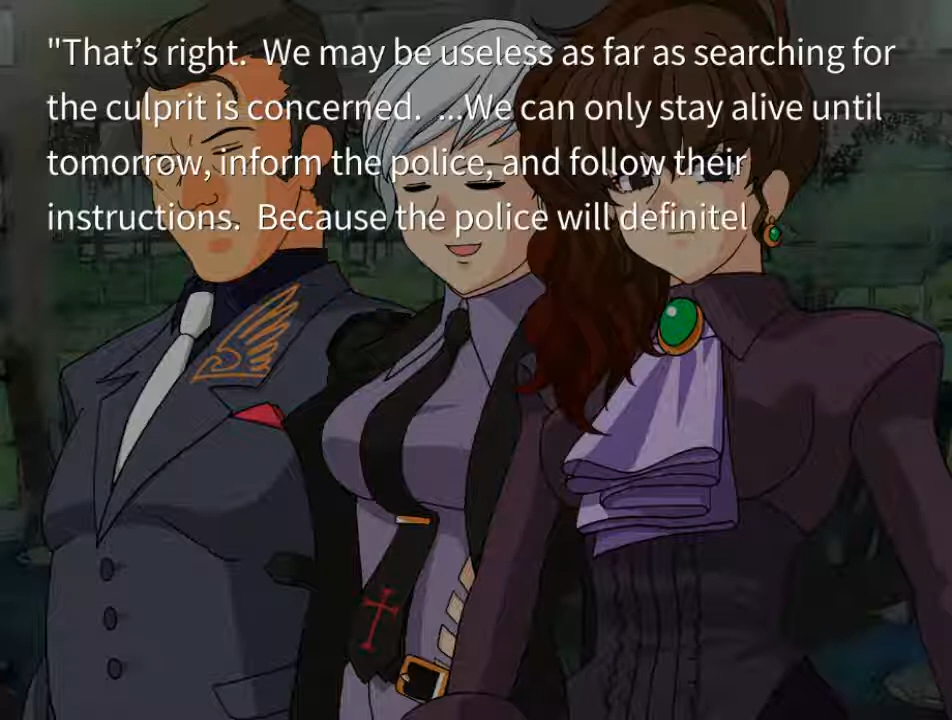 "That’s right.  We may be useless as far as searching for
the culprit is concerned.  ...We can only stay alive until
tomorrow, inform the police, and follow their
instructions.  Because the police will definitel